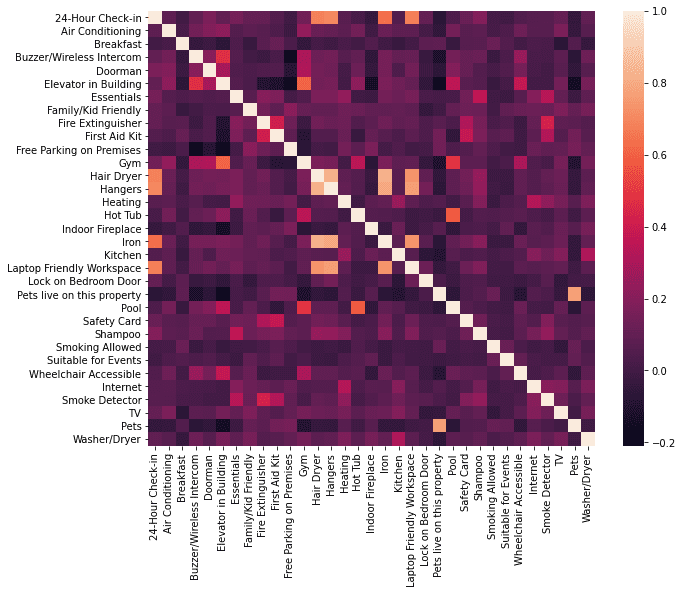 24-Hour Check-in
Air Conditioning
Breakfast
Buzzer/Wireless Intercom
Doorman
Elevator in Building
Essentials
Family/Kid Friendly
Fire Extinguisher
First Aid Kit
Free Parking on Premises
Gym
Hair Dryer
Hangers
Heating
Hot Tub
Indoor Fireplace
Iron
Kitchen
Laptop Friendly Workspace
Lock on Bedroom Door
Pets live on this property
Pool
Safety Card
Shampoo
Smoking Allowed
Suitable for Events
Wheelchair Accessible
Internet
Smoke Detector
TV
Pets
Washer/Dryer
24-Hour Check-in
Air Conditioning
Breakfast
Buzzer/Wireless Intercom
Doorman
Elevator in Building
Essentials
Family/Kid Friendly
Fire Extinguisher
First Aid Kit
Free Parking on Premises
Gym
Hair Dryer
Hangers
Heating
Hot Tub
Indoor Fireplace
Iron
Kitchen
Laptop Friendly Workspace
Lock on Bedroom Door
Pets live on this property
Pool
Safety Card
Shampoo
Smoking Allowed
Suitable for Events
Wheelchair Accessible
Internet
Smoke Detector
TV
Pets
Washer/Dryer
1.0
0.8
0.6
0.4
0.2
0.0
−0.2